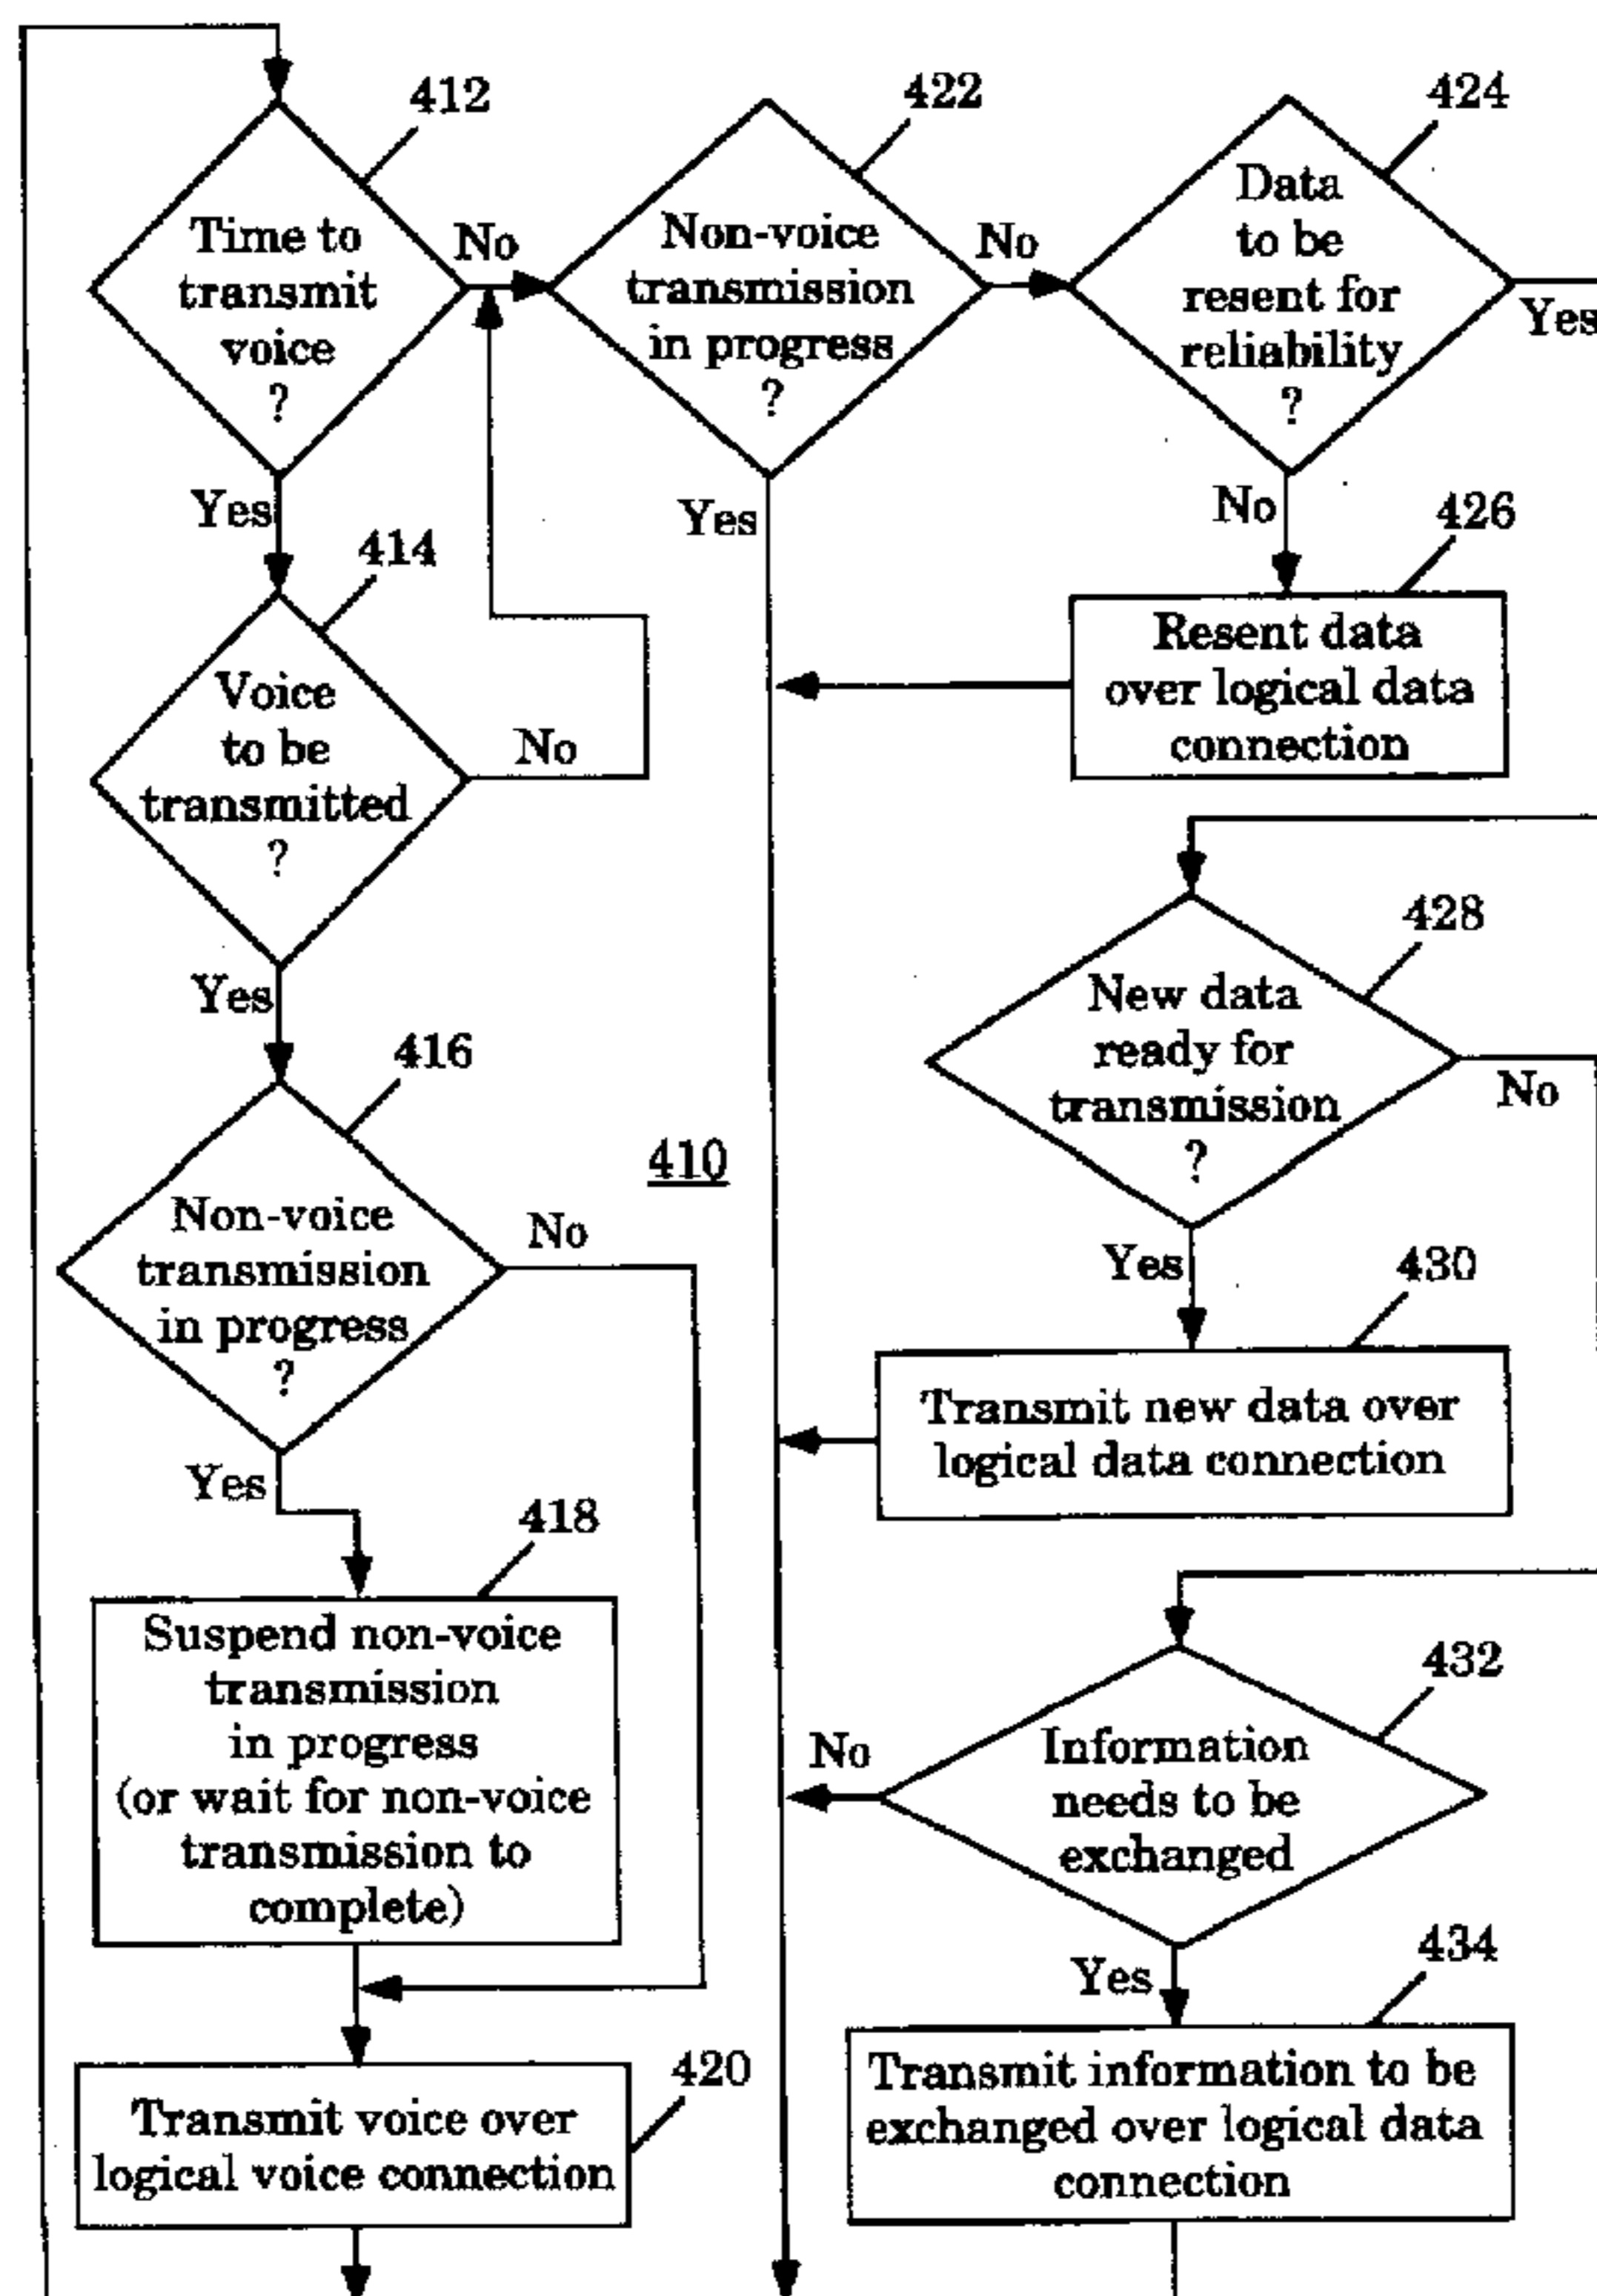 412
Time to
transmit
voice
?
No
Yes
422
Non-voice
transmission
in progress
?
No
Yes
424
Data
to be
resent for
reliability
?
Yes
No
414
Voice
to be
transmitted
?
No
Yes
426
Resent data
over logical data
connection
428
New data
ready for
transmission
?
No
Yes
416
Non-voice
transmission
in progress
?
No
Yes
410
430
Transmit new data over
logical data connection
418
Suspend non-voice
transmission
in progress
(or wait for non-voice
transmission to
complete)
432
Information
needs to be
exchanged
No
Yes
420
Transmit voice over
logical voice connection
434
Transmit information to be
exchanged over logical data
connection